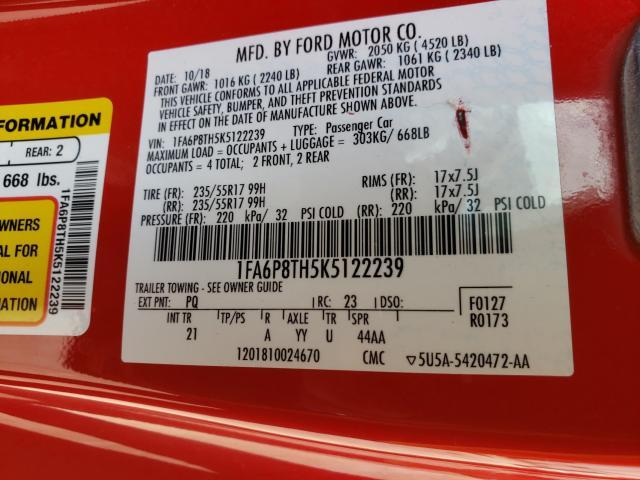 MFD. BY FORD MOTOR CO.
10/18
GVWR: 2050 KG (4520 LB)
FRONT GAWR: 1016 KG (2240 LB)
REAR GAWR: 1061 KG (2340 LB)
THIS VEHICLE CONFORMS TO ALL APPLICABLE FEDERAL MOTOR
VEHICLE SAFETY, BUMPER, AND THEFT PREVENTION STANDARDS
IN EFFECT ON THE DATE OF MANUFACTURE SHOWN ABOVE.
VIN: 1FA6P8TH5K5122239 TYPE: Passenger Car
MAXIMUM LOAD = OCCUPANTS + LUGGAGE = 303KG/ 668LB
OCCUPANTS = 4 TOTAL; 2 FRONT, 2 REAR
TIRE (FR): 235/55R17 99H RIMS (FR): 17x7.5J
(RR): 235/55R17 99H (RR): 17x7.5J
PRESSURE (FR): 220 kPa/ 32 PSI COLD (RR): 220 kPa/ 32 PSI COLD
1FA6P8TH5K5122239
TRAILER TOWING - SEE OWNER GUIDE
EXT PNT: PQ RC: 23 DSO:
F0127
R0173
INT TR TP/PS R AXLE TR SPR
21 A YY U 44AA
1201810024670 CMC ▽5U5A-5420472-AA
FORMATION
REAR: 2
668 lbs.
WNERS
AL FOR
IONAL
ON
1FA6P8TH5K5122239